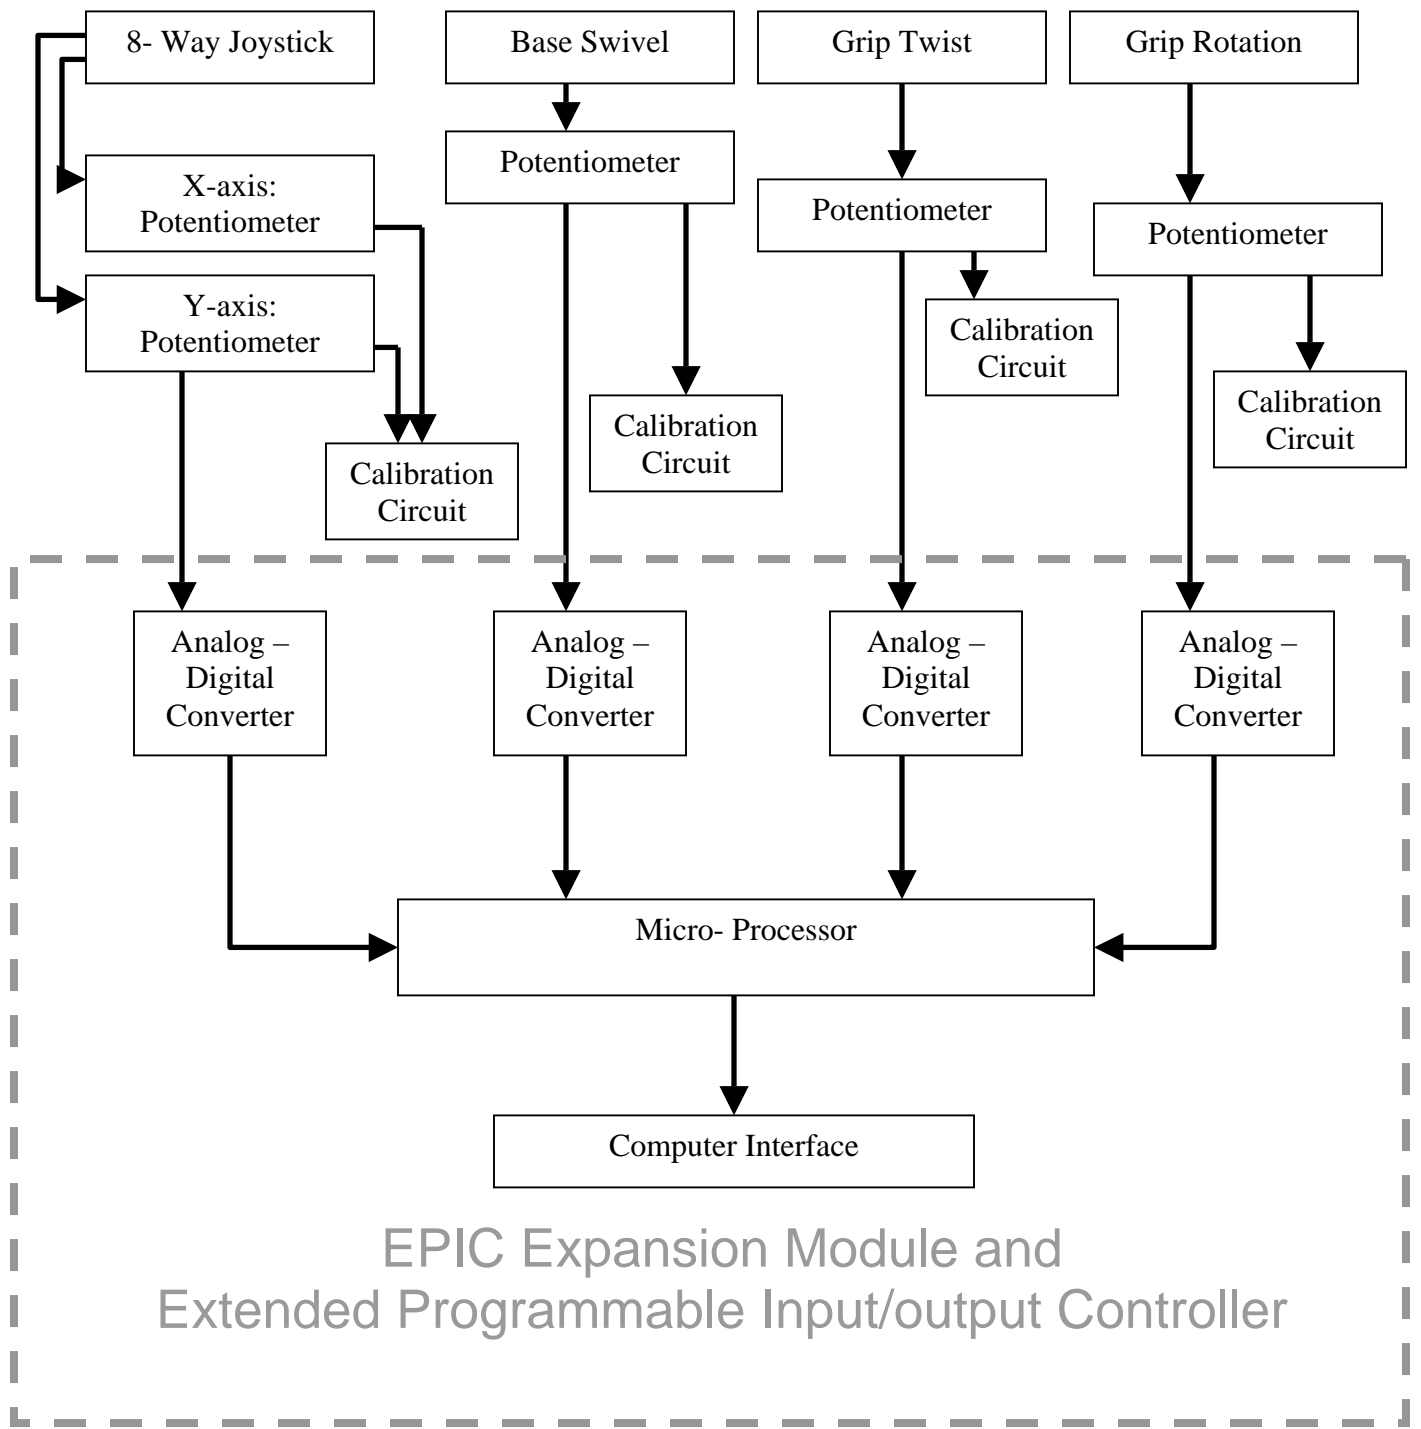 8- Way Joystick
Base Swivel
Grip Twist
Grip Rotation
X-axis:
Potentiometer
Potentiometer
Potentiometer
Potentiometer
Y-axis:
Potentiometer
Calibration
Circuit
Calibration
Circuit
Calibration
Circuit
Calibration
Circuit
Analog –
Digital
Converter
Analog –
Digital
Converter
Analog –
Digital
Converter
Analog –
Digital
Converter
Micro- Processor
Computer Interface
EPIC Expansion Module and
Extended Programmable Input/output Controller